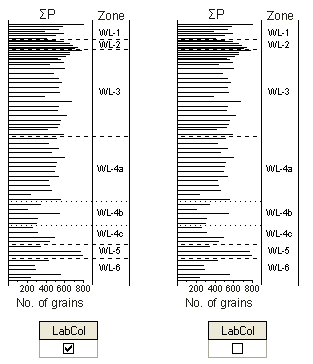 ΣP Zone
WL-1
WL-2
WL-3
WL-4a
WL-4b
WL-4c
WL-5
WL-6
200 400 600 800
No. of grains
LabCol
ΣP Zone
WL-1
WL-2
WL-3
WL-4a
WL-4b
WL-4c
WL-5
WL-6
200 400 600 800
No. of grains
LabCol